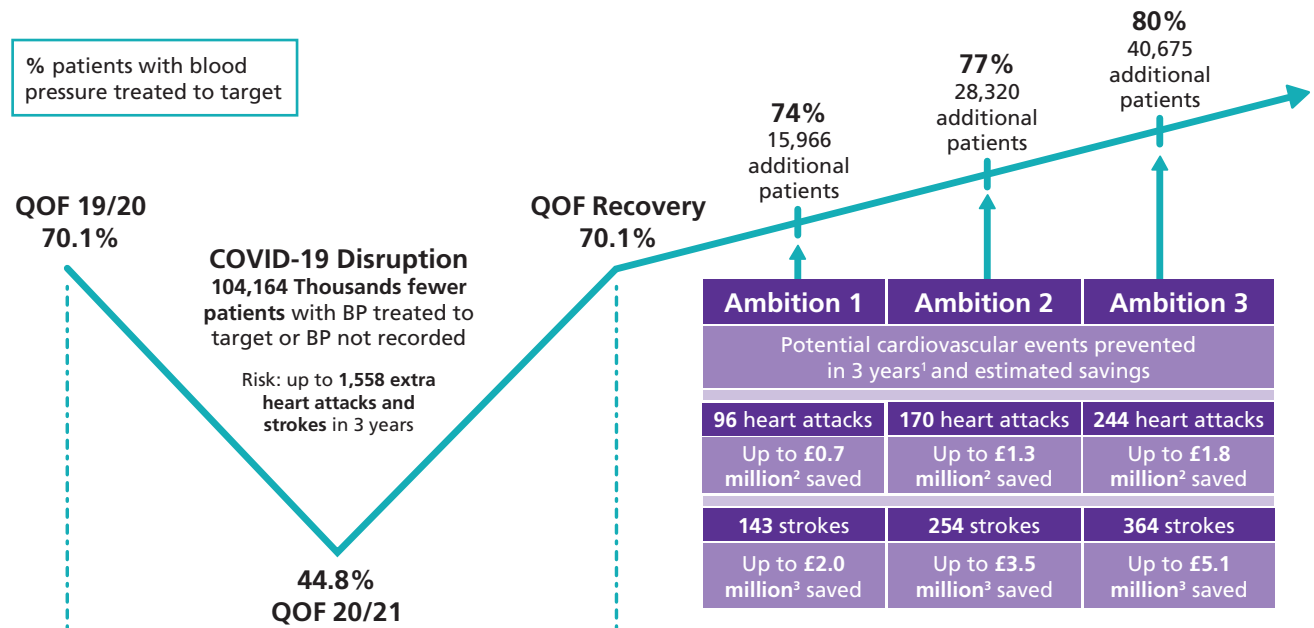 % patients with blood
pressure treated to target
QOF 19/20
70.1%
COVID-19 Disruption
104,164 Thousands fewer
patients with BP treated to
target or BP not recorded
Risk: up to 1,558 extra
heart attacks and
strokes in 3 years
44.8%
QOF 20/21
QOF Recovery
70.1%
74%
15,966
additional
patients
77%
28,320
additional
patients
80%
40,675
additional
patients
Ambition 1 Ambition 2 Ambition 3
Potential cardiovascular events prevented
in 3 years¹ and estimated savings
96 heart attacks 170 heart attacks 244 heart attacks
Up to £0.7 Up to £1.3 Up to £1.8
million² saved million² saved million² saved
143 strokes 254 strokes 364 strokes
Up to £2.0 Up to £3.5 Up to £5.1
million³ saved million³ saved million³ saved